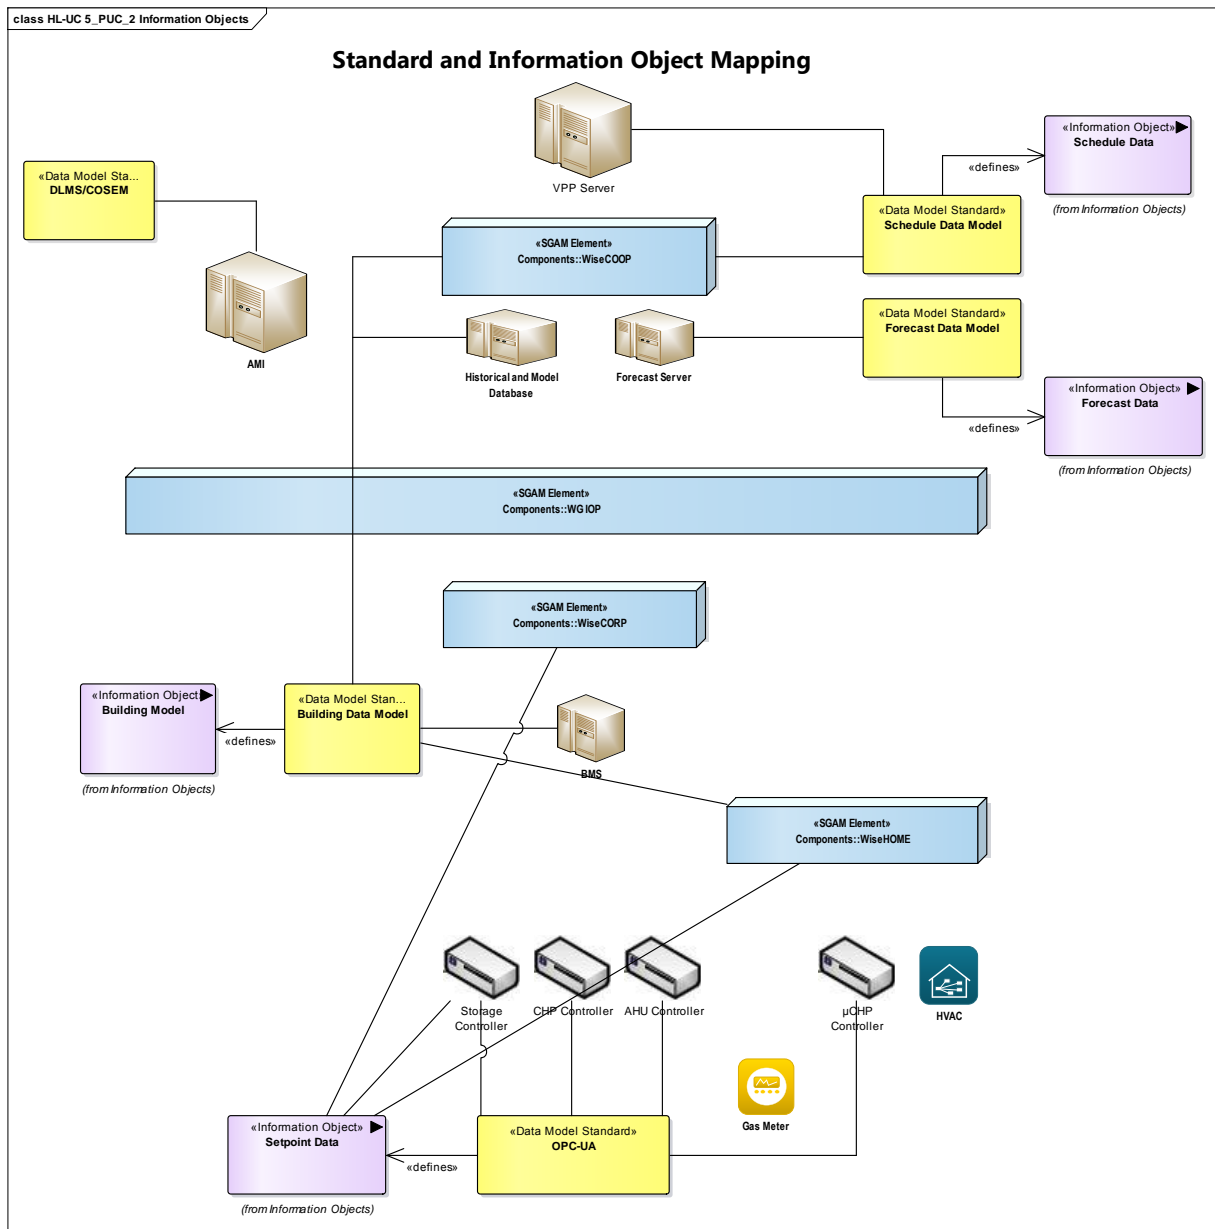 class HL-UC 5_PUC_2 Information Objects
Standard and Information Object Mapping
VPP Server
«Information Object»
Schedule Data
(from Information Objects)
«defines»
«Data Model Sta...
DLMS/COSEM
«Data Model Standard»
Schedule Data Model
«SGAM Element»
Components::WiseCOOP
AMI
Historical and Model
Database
Forecast Server
«Data Model Standard»
Forecast Data Model
«Information Object»
Forecast Data
(from Information Objects)
«defines»
«SGAM Element»
Components::WG IOP
«SGAM Element»
Components::WiseCORP
«Information Object»
Building Model
(from Information Objects)
«defines»
«Data Model Stan...
Building Data Model
BMS
«SGAM Element»
Components::WiseHOME
Storage
Controller
CHP Controller
AHU Controller
µCHP
Controller
HVAC
Gas Meter
«Information Object»
Setpoint Data
(from Information Objects)
«defines»
«Data Model Standard»
OPC-UA